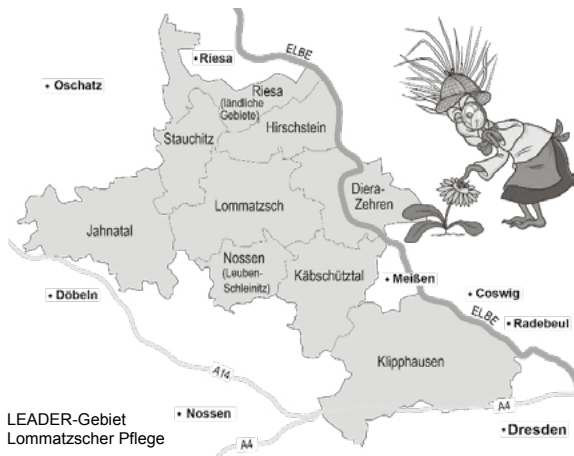 ELBE
• Riesa
• Oschatz
Riesa
(ländliche
Gebiete)
Hirschstein
Stauchitz
Diera-
Zehren
Lommatzsch
Jahnatal
Nossen
(Leuben-
Schleinitz)
Käbschütztal
• Meißen
• Döbeln
• Coswig
ELBE
• Radebeul
Klipphausen
A14
A4
LEADER-Gebiet
Lommatzscher Pflege
• Nossen
• Dresden
A4